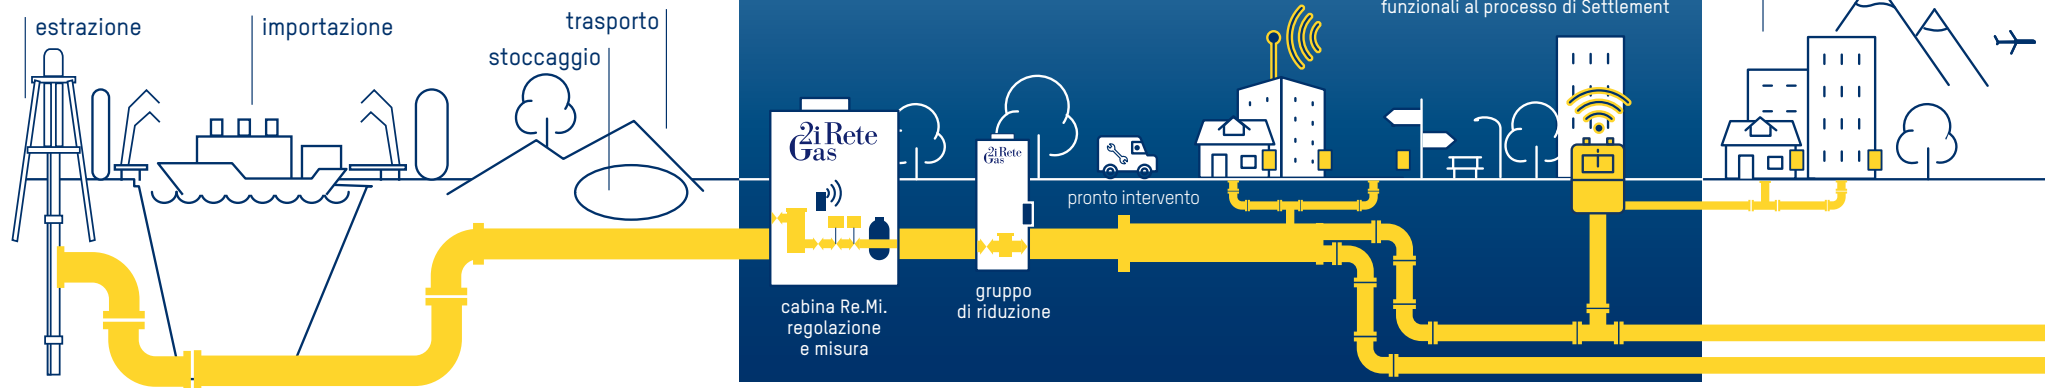 estrazione
importazione
trasporto
stoccaggio
funzionali al processo di Settlement
2i Rete
Gas
2i Rete
Gas
pronto intervento
cabina Re.Mi.
regolazione
e misura
gruppo
di riduzione